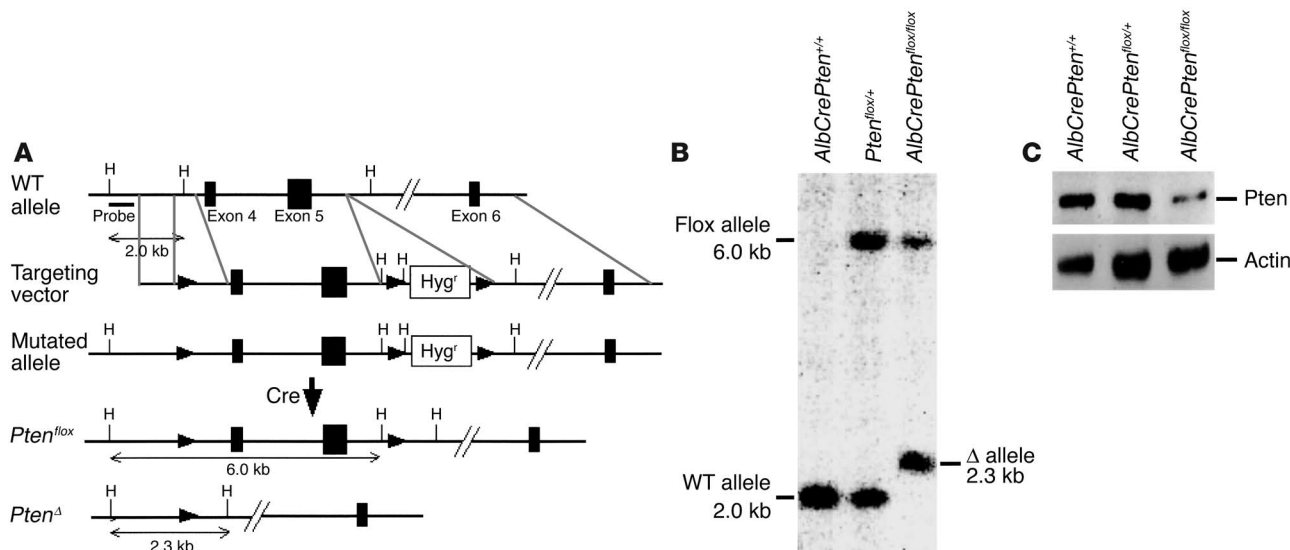 A
WT
allele
H
H
H
Probe
Exon 4
Exon 5
Exon 6
2.0 kb
Targeting
vector
H
H
H
Hygʳ
Mutated
allele
H
H
H
H
Hygʳ
Cre
Ptenᶠˡᵒˣ
H
H
H
6.0 kb
Ptenᐃ
H
H
2.3 kb
B
AlbCrePten⁺/⁺
Ptenᶠˡᵒˣ/⁺
AlbCrePtenᶠˡᵒˣ/ᶠˡᵒˣ
Flox allele
6.0 kb
WT allele
2.0 kb
Δ allele
2.3 kb
C
AlbCrePten⁺/⁺
AlbCrePtenᶠˡᵒˣ/⁺
AlbCrePtenᶠˡᵒˣ/ᶠˡᵒˣ
Pten
Actin